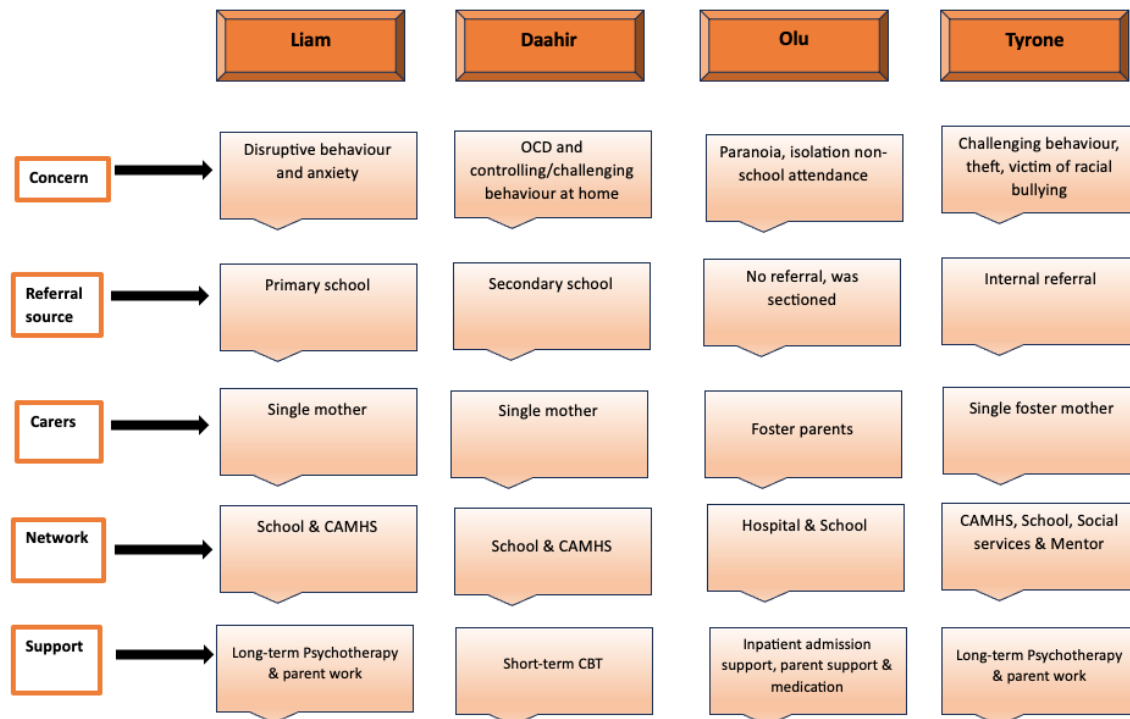 Liam
Daahir
Olu
Tyrone
Concern
Disruptive behaviour
and anxiety
OCD and
controlling/challenging
behaviour at home
Paranoia, isolation non-
school attendance
Challenging behaviour,
theft, victim of racial
bullying
Referral
source
Primary school
Secondary school
No referral, was
sectioned
Internal referral
Carers
Single mother
Single mother
Foster parents
Single foster mother
Network
School & CAMHS
School & CAMHS
Hospital & School
CAMHS, School, Social
services & Mentor
Support
Long-term Psychotherapy
& parent work
Short-term CBT
Inpatient admission
support, parent support &
medication
Long-term Psychotherapy
& parent work